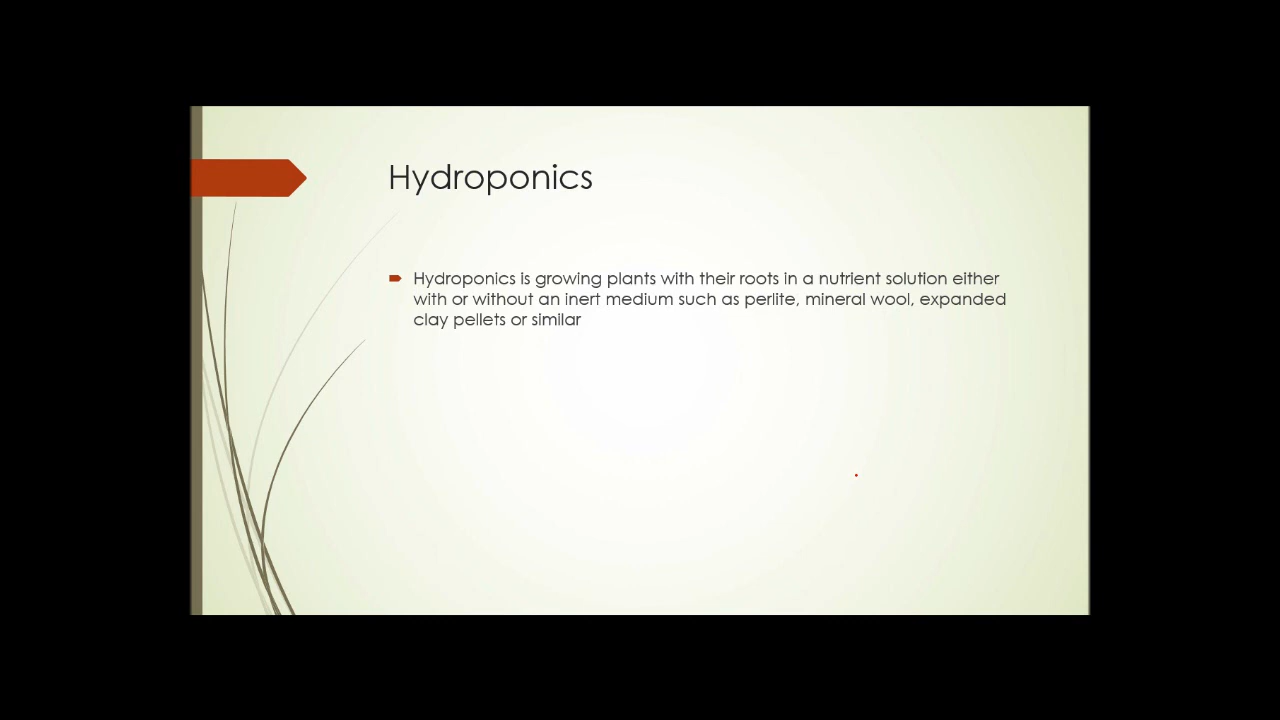 Hydroponics
Hydroponics is growing plants with their roots in a nutrient solution either
with or without an inert medium such as perlite, mineral wool, expanded
clay pellets or similar